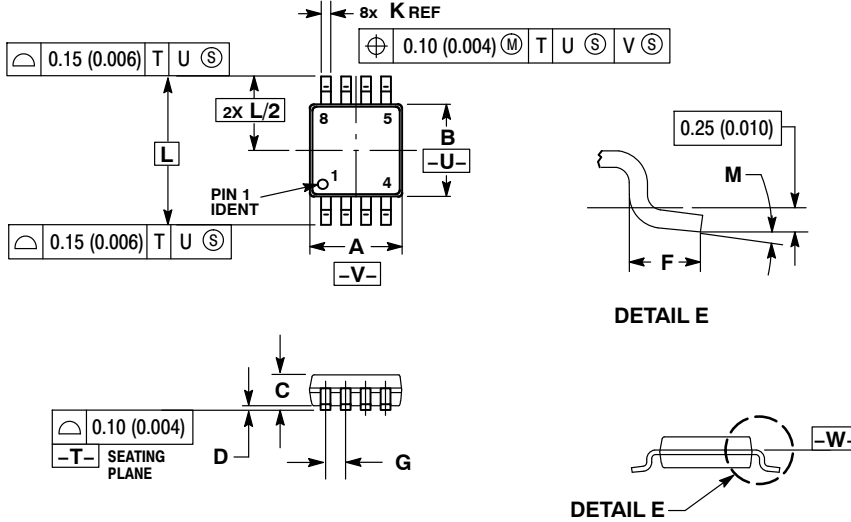 8x K REF
⌖ 0.10 (0.004) Ⓜ T U Ⓢ V Ⓢ
⌓ 0.15 (0.006) T U Ⓢ
2X L/2
8 5
B
-U-
L
PIN 1
IDENT
1 4
⌓ 0.15 (0.006) T U Ⓢ
A
-V-
0.25 (0.010)
M
F
DETAIL E
C
⌓ 0.10 (0.004)
-T- SEATING
PLANE
D
G
-W-
DETAIL E